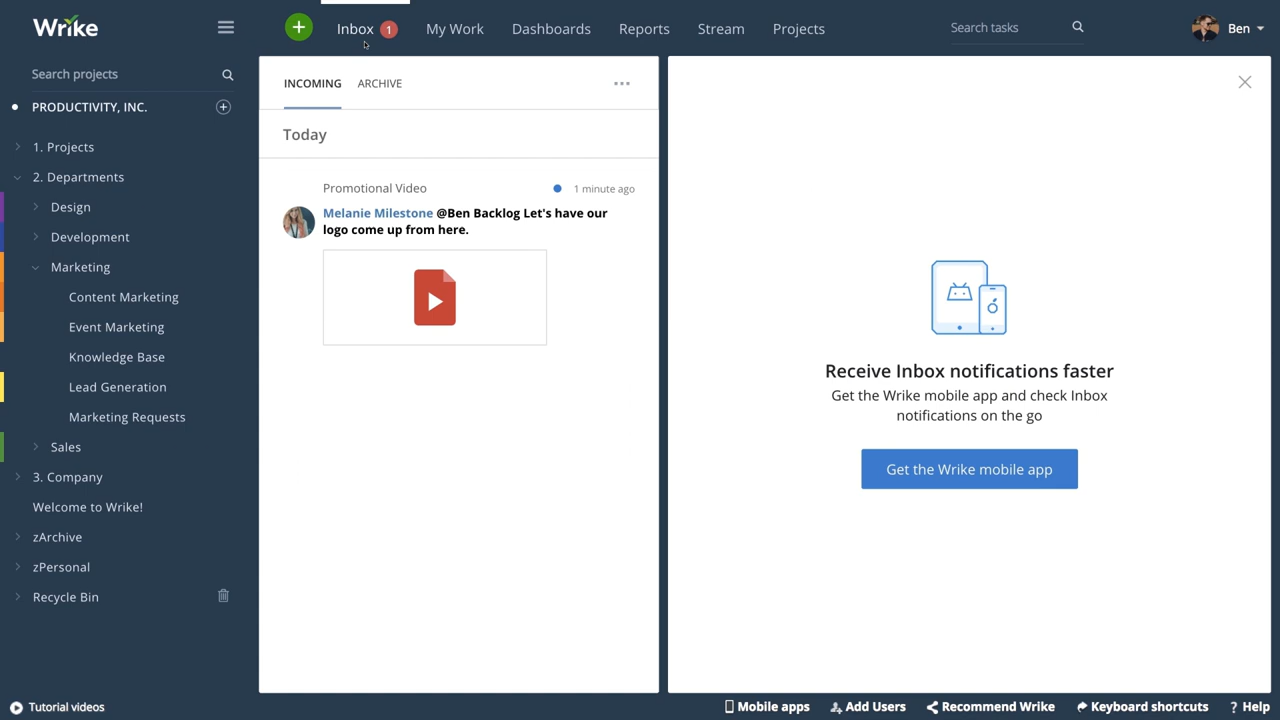 Wrike
Inbox 1
My Work
Dashboards
Reports
Stream
Projects
Search tasks
Ben
Search projects
PRODUCTIVITY, INC.
1. Projects
2. Departments
Design
Development
Marketing
Content Marketing
Event Marketing
Knowledge Base
Lead Generation
Marketing Requests
Sales
3. Company
Welcome to Wrike!
zArchive
zPersonal
Recycle Bin
INCOMING ARCHIVE
Today
Promotional Video 1 minute ago
Melanie Milestone @Ben Backlog Let's have our
logo come up from here.
Receive Inbox notifications faster
Get the Wrike mobile app and check Inbox
notifications on the go
Get the Wrike mobile app
Tutorial videos
Mobile apps
Add Users
Recommend Wrike
Keyboard shortcuts
? Help